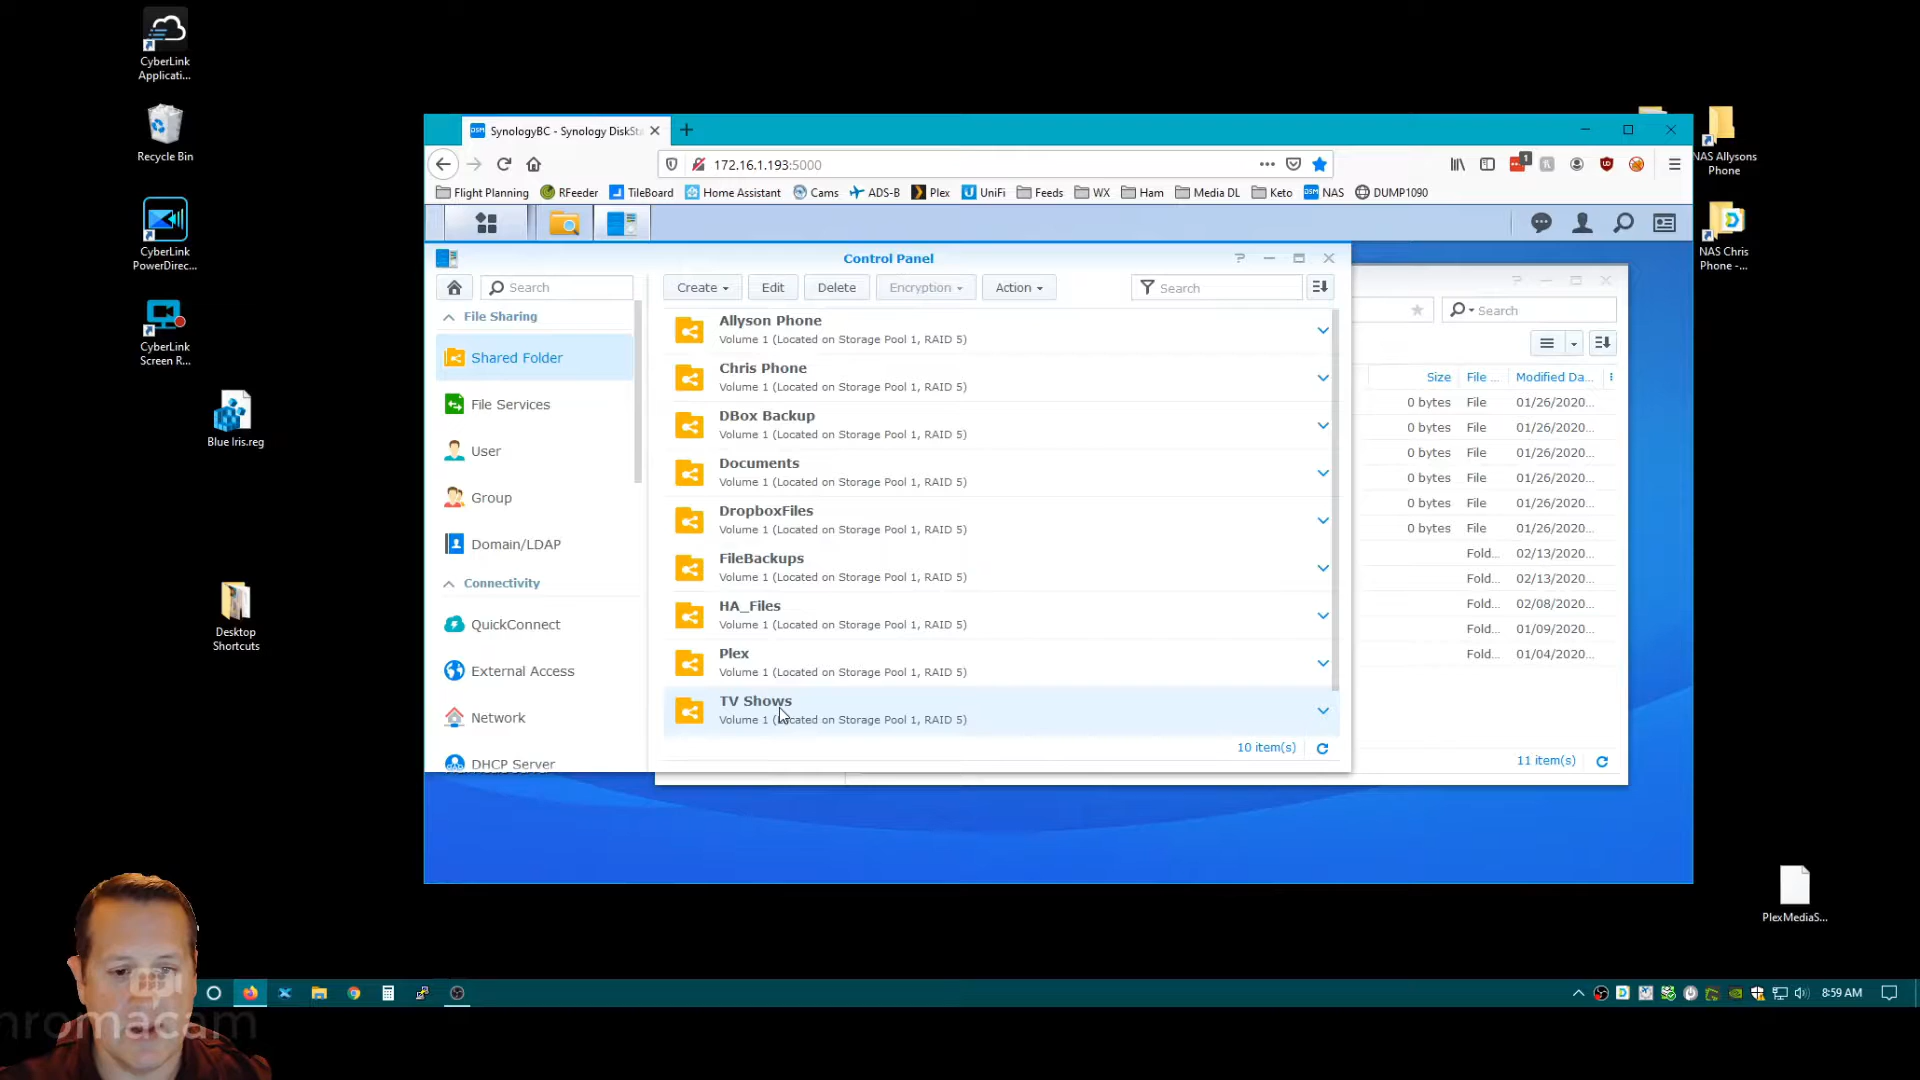 CyberLink
Applicati...
Recycle Bin
CyberLink
PowerDirec...
CyberLink
Screen R...
Blue Iris.reg
Desktop
Shortcuts
NAS Allysons
Phone
NAS Chris
Phone -...
PlexMediaS...
SynologyBC - Synology DiskSta
172.16.1.193:5000
1
Flight Planning
RFeeder
TileBoard
Home Assistant
Cams
ADS-B
Plex
UniFi
Feeds
WX
Ham
Media DL
Keto
DSM
NAS
DUMP1090
Control Panel
Search
Create
Edit
Delete
Encryption
Action
Search
File Sharing
Shared Folder
File Services
User
Group
Domain/LDAP
Connectivity
QuickConnect
External Access
Network
DHCP Server
Allyson Phone
Volume 1 (Located on Storage Pool 1, RAID 5)
Chris Phone
Volume 1 (Located on Storage Pool 1, RAID 5)
DBox Backup
Volume 1 (Located on Storage Pool 1, RAID 5)
Documents
Volume 1 (Located on Storage Pool 1, RAID 5)
DropboxFiles
Volume 1 (Located on Storage Pool 1, RAID 5)
FileBackups
Volume 1 (Located on Storage Pool 1, RAID 5)
HA_Files
Volume 1 (Located on Storage Pool 1, RAID 5)
Plex
Volume 1 (Located on Storage Pool 1, RAID 5)
TV Shows
Volume 1 (Located on Storage Pool 1, RAID 5)
10 item(s)
Search
Size File ... Modified Da...
0 bytes File 01/26/2020...
0 bytes File 01/26/2020...
0 bytes File 01/26/2020...
0 bytes File 01/26/2020...
0 bytes File 01/26/2020...
0 bytes File 01/26/2020...
Fold... 02/13/2020...
Fold... 02/13/2020...
Fold... 02/08/2020...
Fold... 01/09/2020...
Fold... 01/04/2020...
11 item(s)
8:59 AM
hromacam